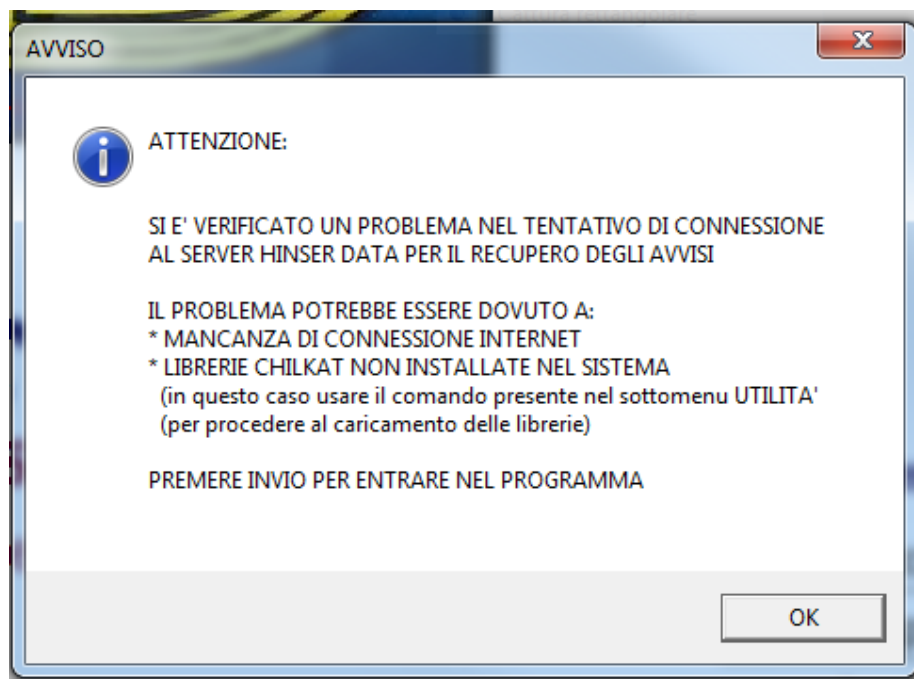 AVVISO
ATTENZIONE:
SI E' VERIFICATO UN PROBLEMA NEL TENTATIVO DI CONNESSIONE
AL SERVER HINSER DATA PER IL RECUPERO DEGLI AVVISI
IL PROBLEMA POTREBBE ESSERE DOVUTO A:
* MANCANZA DI CONNESSIONE INTERNET
* LIBRERIE CHILKAT NON INSTALLATE NEL SISTEMA
(in questo caso usare il comando presente nel sottomenu UTILITA'
(per procedere al caricamento delle librerie)
PREMERE INVIO PER ENTRARE NEL PROGRAMMA
OK